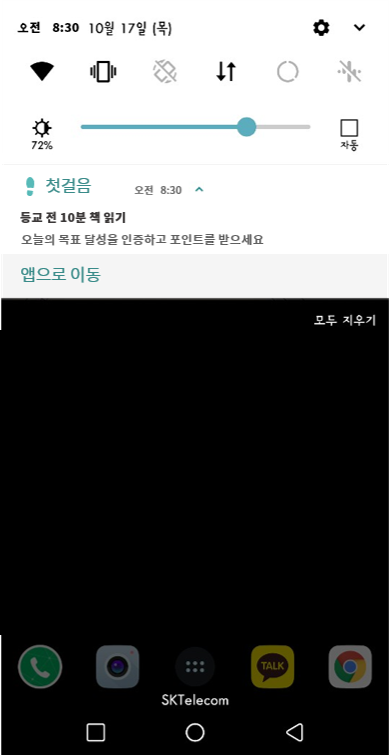 오전 8:30 10월 17일 (목)
72%
자동
첫걸음 오전 8:30
등교 전 10분 책 읽기
오늘의 목표 달성을 인증하고 포인트를 받으세요
앱으로 이동
모두 지우기
TALK
SKTelecom